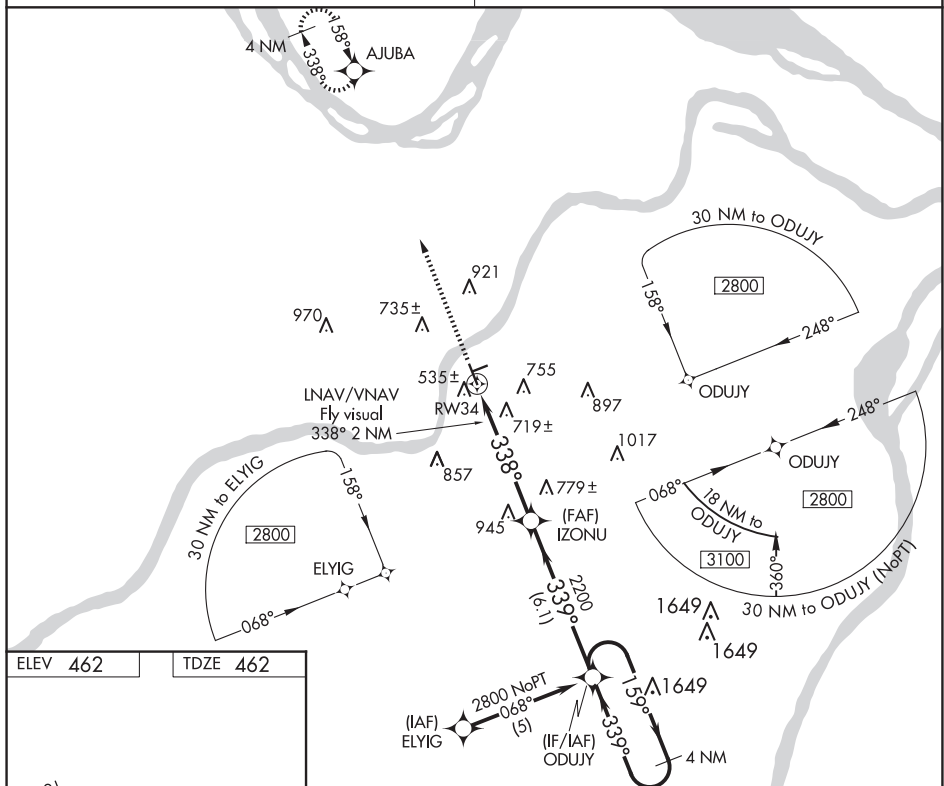 158°
4 NM
338°
AJUBA
30 NM to ODUJY
2800
158°
248°
ODUJY
921
970
735±
535±
755
LNAV/VNAV
Fly visual
338° 2 NM
RW34
719±
897
338°
857
1017
248°
ODUJY
068°
18 NM to
ODUJY
2800
3100
360°
30 NM to ODUJY (NoPT)
30 NM to ELYIG
158°
2800
ELYIG
068°
779±
945
(FAF)
IZONU
2200
339°
(6.1)
1649
1649
1649
ELEV 462
TDZE 462
2800 NoPT
068°
(5)
(IAF)
ELYIG
(IF/IAF)
ODUJY
159°
339°
4 NM